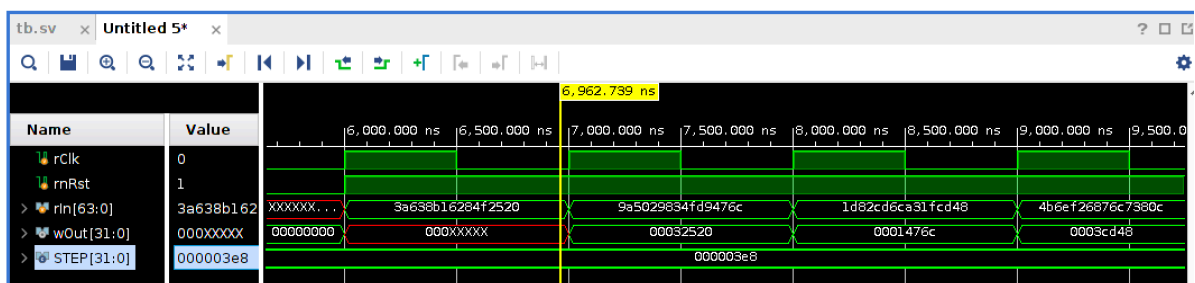 tb.sv × Untitled 5* ×
6,962.739 ns
Name Value 6,000.000 ns 6,500.000 ns 7,000.000 ns 7,500.000 ns 8,000.000 ns 8,500.000 ns 9,000.000 ns 9,500.0
rClk 0
rnRst 1
rIn[63:0] 3a638b162 XXXXXX... 3a638b16284f2520 9a5029834fd9476c 1d82cd6ca31fcd48 4b6ef26876c7380c
wOut[31:0] 000XXXXX 00000000 000XXXXX 00032520 0001476c 0003cd48
STEP[31:0] 000003e8 000003e8